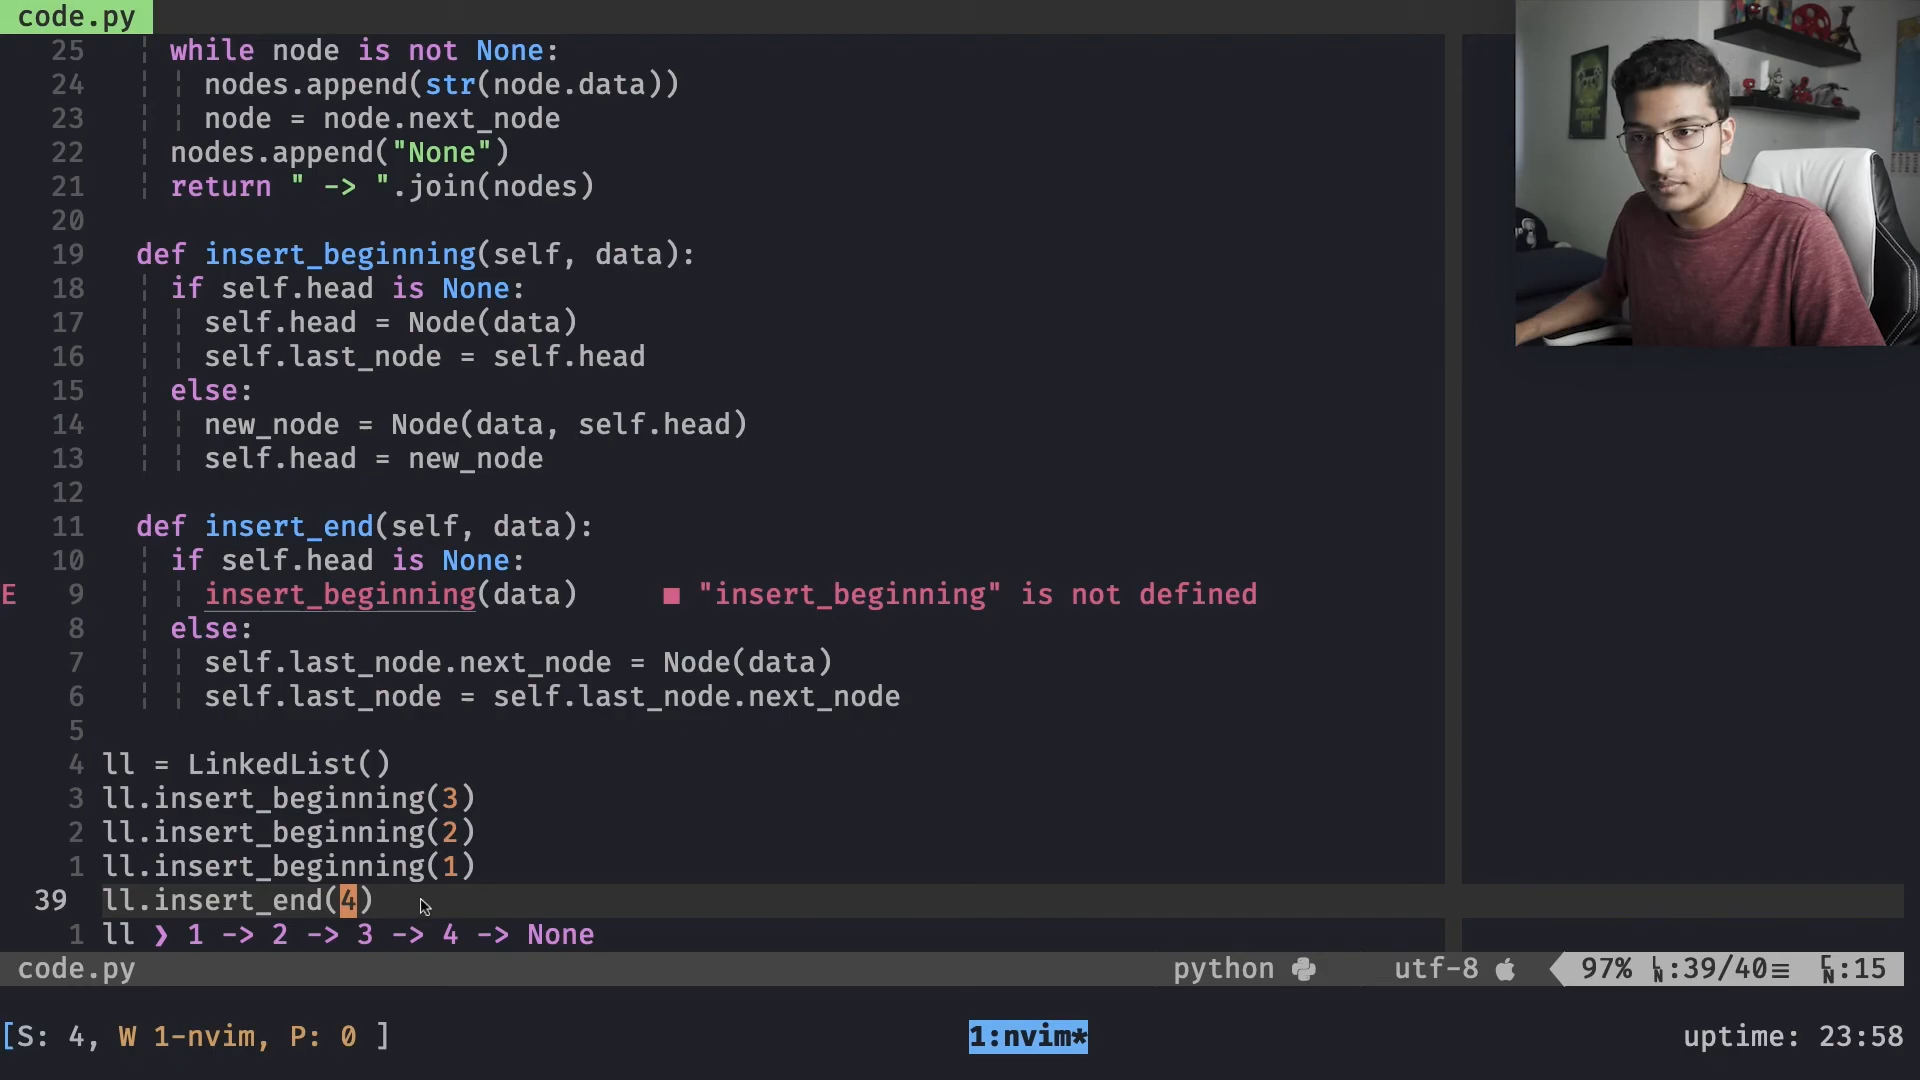 code.py
25 while node is not None:
24 nodes.append(str(node.data))
23 node = node.next_node
22 nodes.append("None")
21 return " -> ".join(nodes)
20
19 def insert_beginning(self, data):
18 if self.head is None:
17 self.head = Node(data)
16 self.last_node = self.head
15 else:
14 new_node = Node(data, self.head)
13 self.head = new_node
12
11 def insert_end(self, data):
10 if self.head is None:
E 9 insert_beginning(data) ■ "insert_beginning" is not defined
8 else:
7 self.last_node.next_node = Node(data)
6 self.last_node = self.last_node.next_node
5
4 ll = LinkedList()
3 ll.insert_beginning(3)
2 ll.insert_beginning(2)
1 ll.insert_beginning(1)
39 ll.insert_end(4)
1 ll ❯ 1 -> 2 -> 3 -> 4 -> None
code.py python utf-8 97% LN:39/40≡ CN:15
[S: 4, W 1-nvim, P: 0 ] 1:nvim* uptime: 23:58